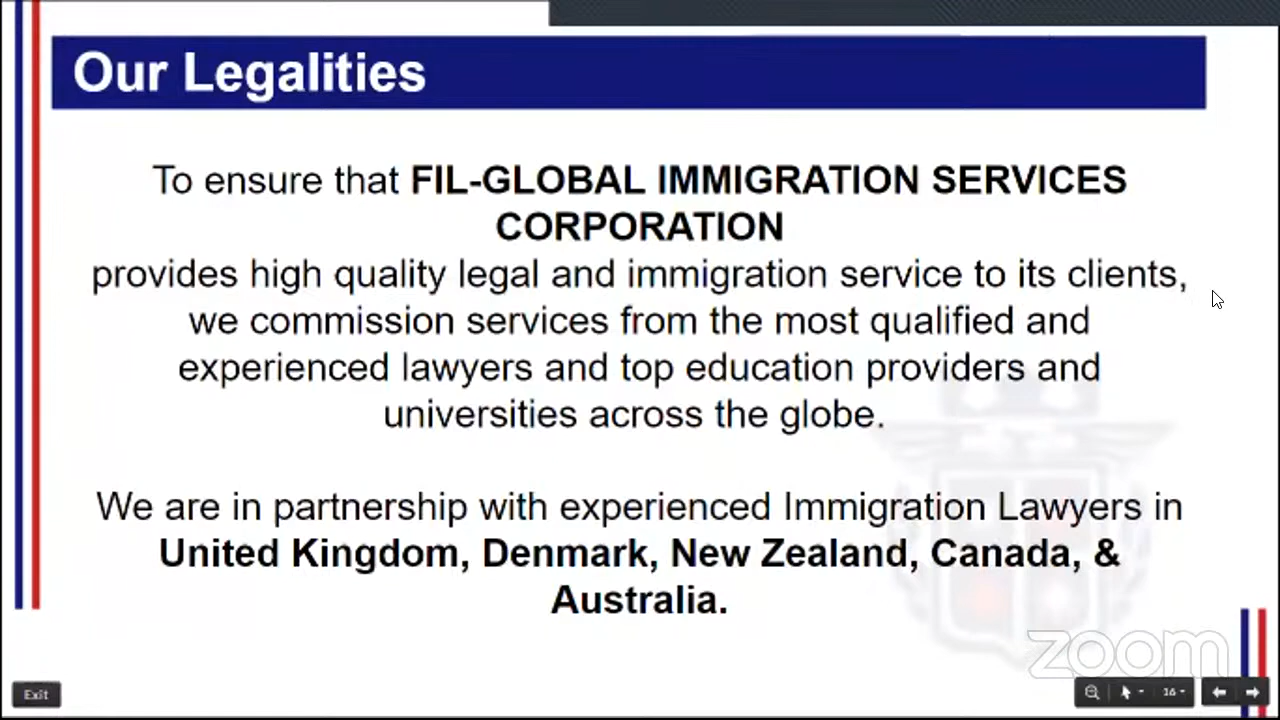 Our Legalities
To ensure that FIL-GLOBAL IMMIGRATION SERVICES
CORPORATION
provides high quality legal and immigration service to its clients,
we commission services from the most qualified and
experienced lawyers and top education providers and
universities across the globe.
We are in partnership with experienced Immigration Lawyers in
United Kingdom, Denmark, New Zealand, Canada, &
Australia.
zoom
Exit
16